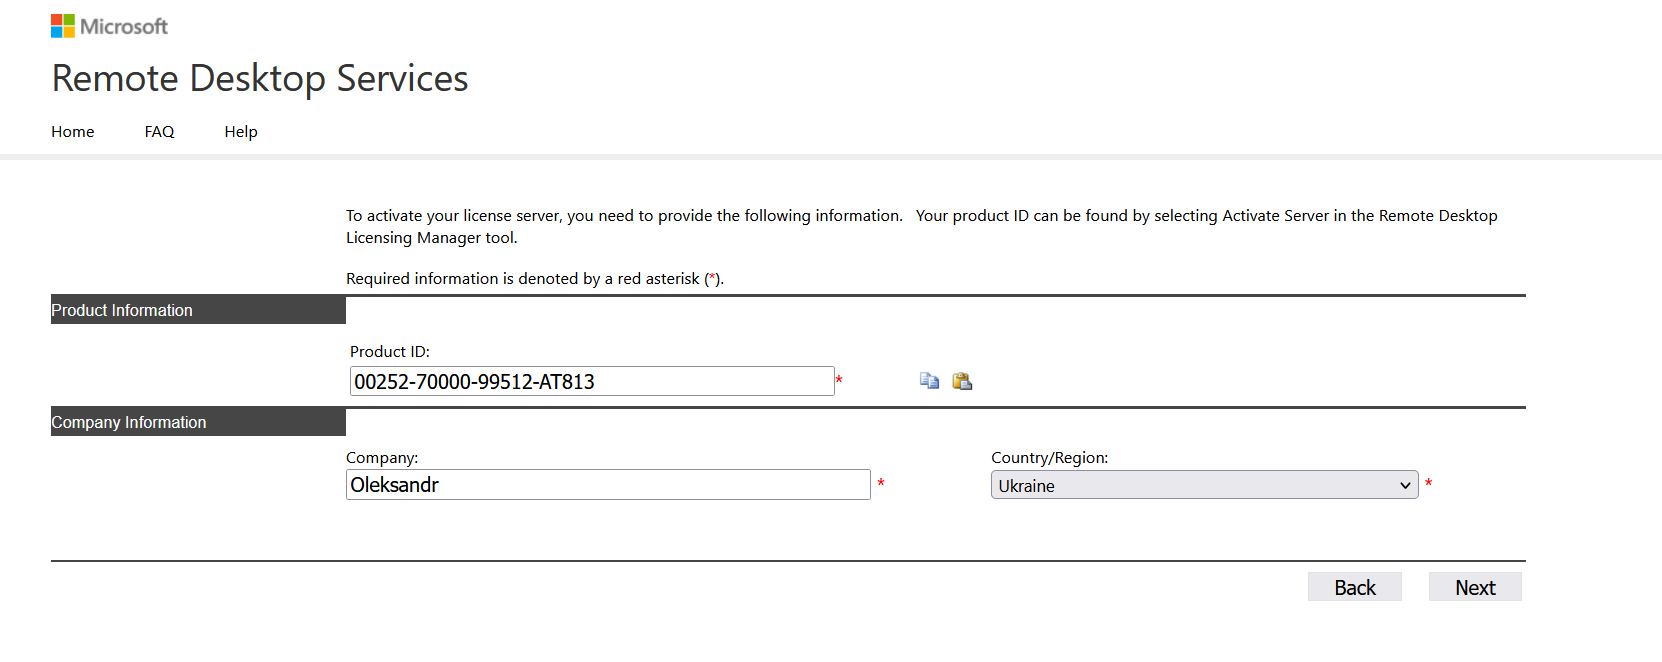 Microsoft
Remote Desktop Services
Home FAQ Help
To activate your license server, you need to provide the following information. Your product ID can be found by selecting Activate Server in the Remote Desktop
Licensing Manager tool.
Required information is denoted by a red asterisk (*).
Product Information
Product ID:
00252-70000-99512-AT813 *
Company Information
Company: Country/Region:
Oleksandr * Ukraine *
Back Next